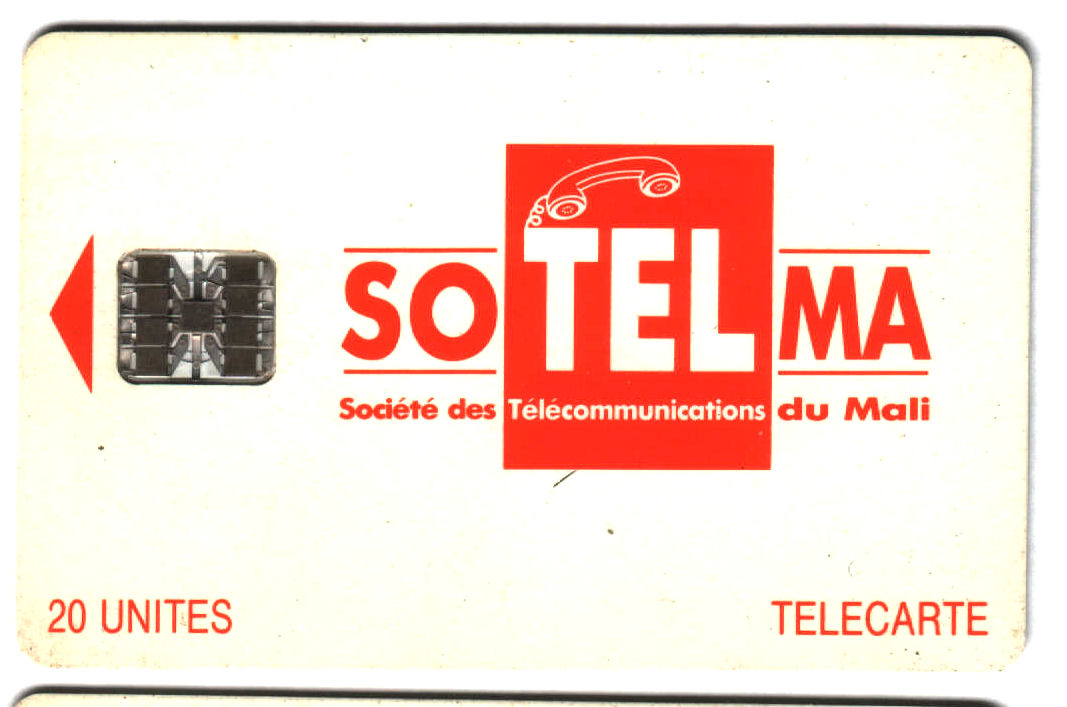 SOTELMA
Société des Télécommunications du Mali
20 UNITES
TELECARTE